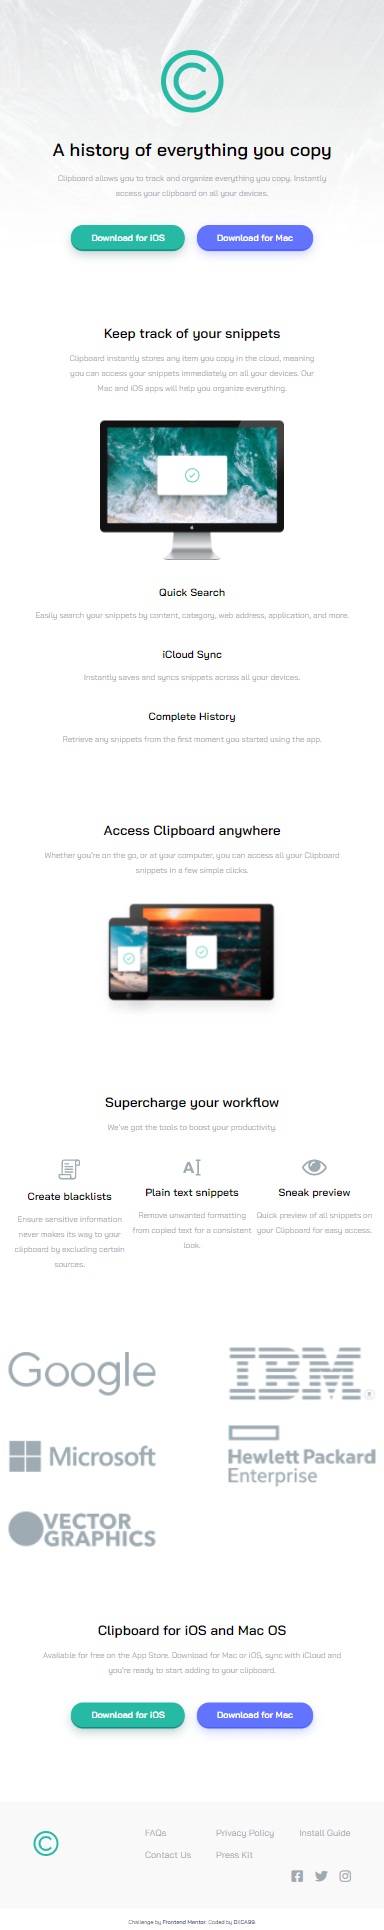 A history of everything you copy
Clipboard allows you to track and organize everything you copy. Instantly
access your clipboard on all your devices.
Download for iOS Download for Mac
Keep track of your snippets
Clipboard instantly stores any item you copy in the cloud, meaning
you can access your snippets immediately on all your devices. Our
Mac and iOS apps will help you organize everything.
Quick Search
Easily search your snippets by content, category, web address, application, and more.
iCloud Sync
Instantly saves and syncs snippets across all your devices.
Complete History
Retrieve any snippets from the first moment you started using the app.
Access Clipboard anywhere
Whether you're on the go, or at your computer, you can access all your Clipboard
snippets in a few simple clicks.
Supercharge your workflow
We've got the tools to boost your productivity.
Create blacklists
Ensure sensitive information
never makes its way to your
clipboard by excluding certain
sources.
Plain text snippets
Remove unwanted formatting
from copied text for a consistent
look.
Sneak preview
Quick preview of all snippets on
your Clipboard for easy access.
Google
IBM
Microsoft
Hewlett Packard
Enterprise
VECTOR
GRAPHICS
Clipboard for iOS and Mac OS
Available for free on the App Store. Download for Mac or iOS, sync with iCloud and
you're ready to start adding to your clipboard.
Download for iOS Download for Mac
FAQs Privacy Policy Install Guide
Contact Us Press Kit